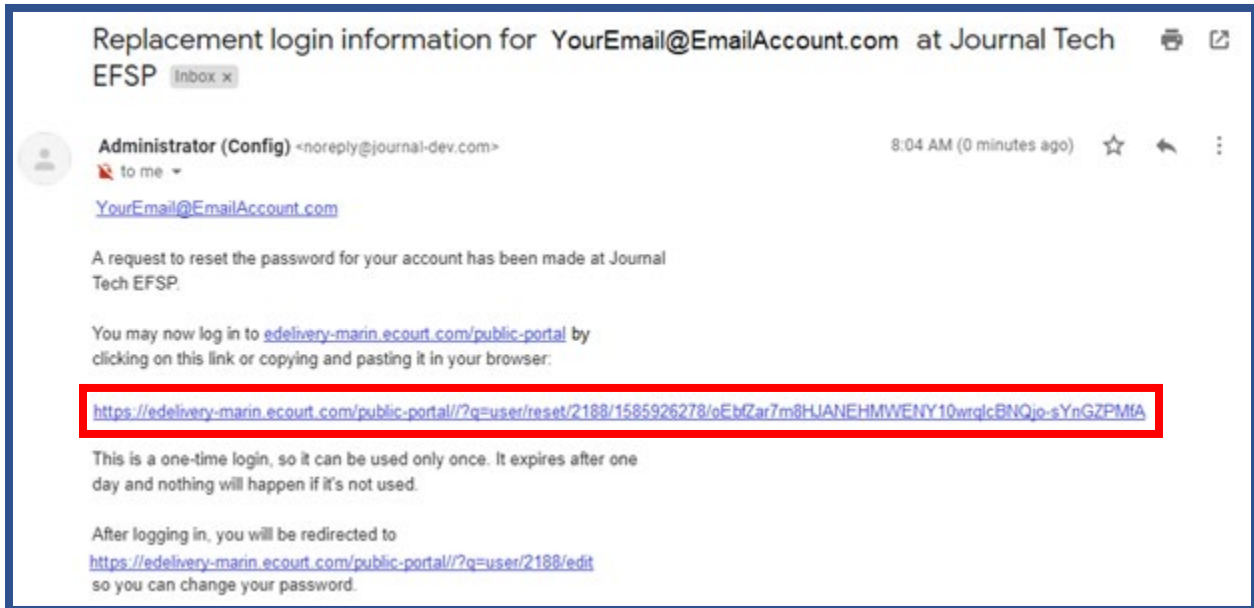 Replacement login information for YourEmail@EmailAccount.com at Journal Tech
EFSP Inbox x
Administrator (Config) <noreply@journal-dev.com> 8:04 AM (0 minutes ago)
to me
YourEmail@EmailAccount.com
A request to reset the password for your account has been made at Journal
Tech EFSP.
You may now log in to edelivery-marin.ecourt.com/public-portal by
clicking on this link or copying and pasting it in your browser:
https://edelivery-marin.ecourt.com/public-portal//?q=user/reset/2188/1585926278/oEbfZar7m8HJANEHMWENY10wrqlcBNQjo-sYnGZPMfA
This is a one-time login, so it can be used only once. It expires after one
day and nothing will happen if it's not used.
After logging in, you will be redirected to
https://edelivery-marin.ecourt.com/public-portal//?q=user/2188/edit
so you can change your password.